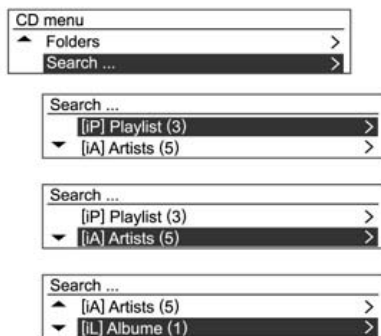 CD menu
Folders
Search ...
Search ...
[iP] Playlist (3)
[iA] Artists (5)
Search ...
[iP] Playlist (3)
[iA] Artists (5)
Search ...
[iA] Artists (5)
[iL] Albume (1)